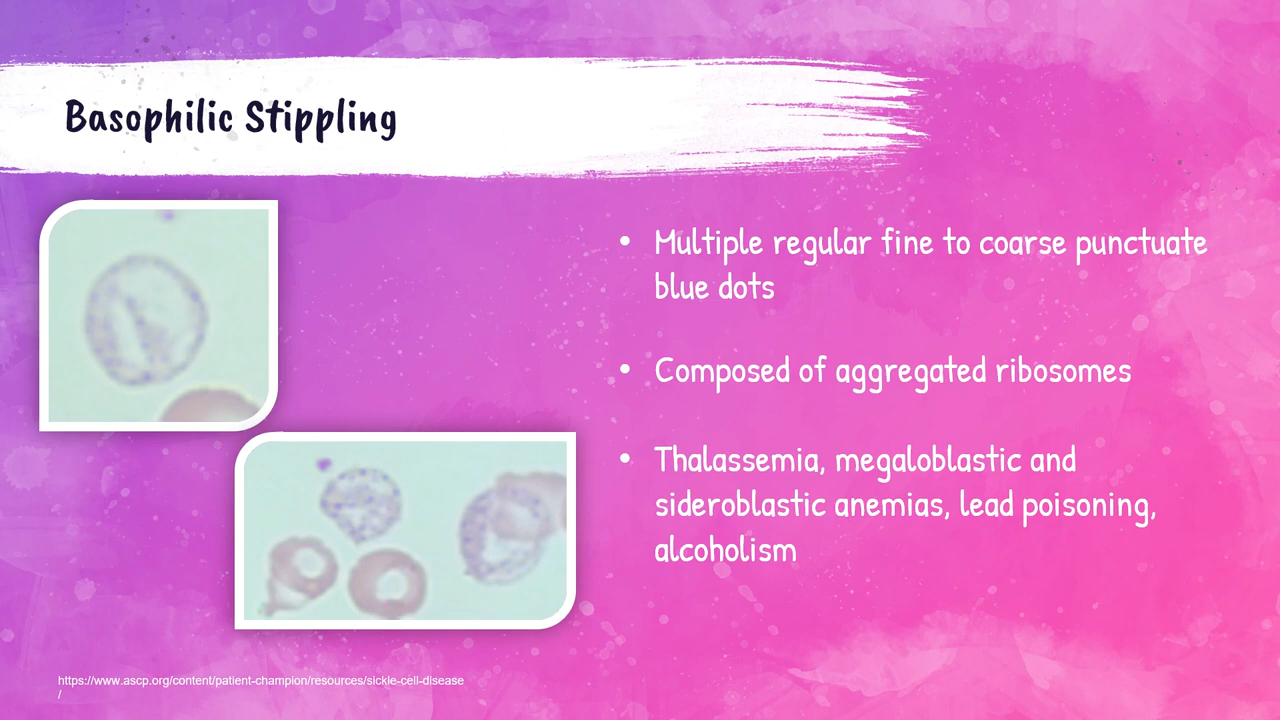 Basophilic Stippling
• Multiple regular fine to coarse punctuate
blue dots
• Composed of aggregated ribosomes
• Thalassemia, megaloblastic and
sideroblastic anemias, lead poisoning,
alcoholism
https://www.ascp.org/content/patient-champion/resources/sickle-cell-disease
/